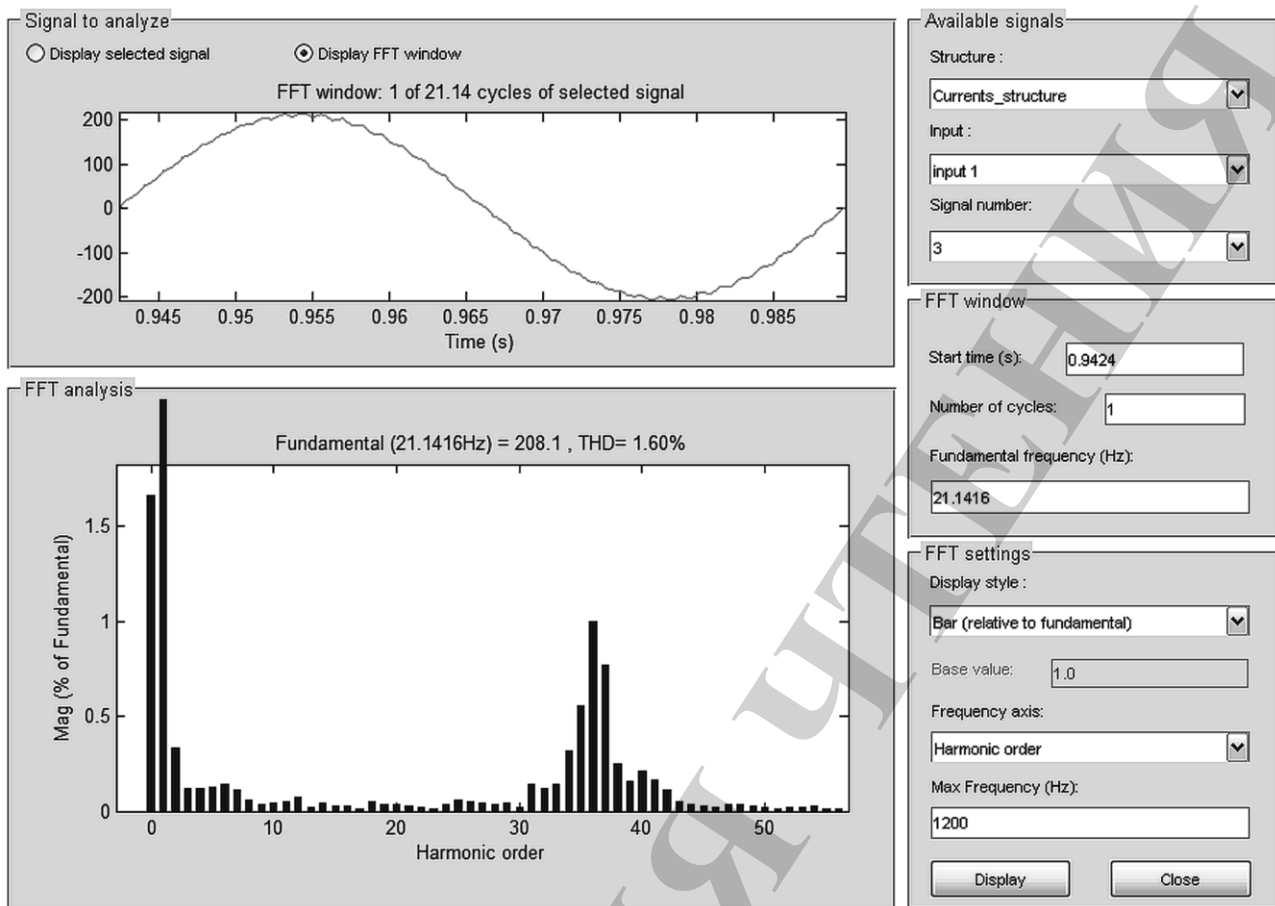 Signal to analyze
Display selected signal
Display FFT window
FFT window: 1 of 21.14 cycles of selected signal
200
100
0
-100
-200
0.945
0.95
0.955
0.96
0.965
0.97
0.975
0.98
0.985
Time (s)
FFT analysis
Fundamental (21.1416Hz) = 208.1 , THD= 1.60%
Mag (% of Fundamental)
1.5
1
0.5
0
0
10
20
30
40
50
Harmonic order
Available signals
Structure :
Currents_structure
Input :
input 1
Signal number:
3
FFT window
Start time (s):
0.9424
Number of cycles:
1
Fundamental frequency (Hz):
21.1416
FFT settings
Display style :
Bar (relative to fundamental)
Base value:
1.0
Frequency axis:
Harmonic order
Max Frequency (Hz):
1200
Display
Close
Я ЧТЕНИЯ